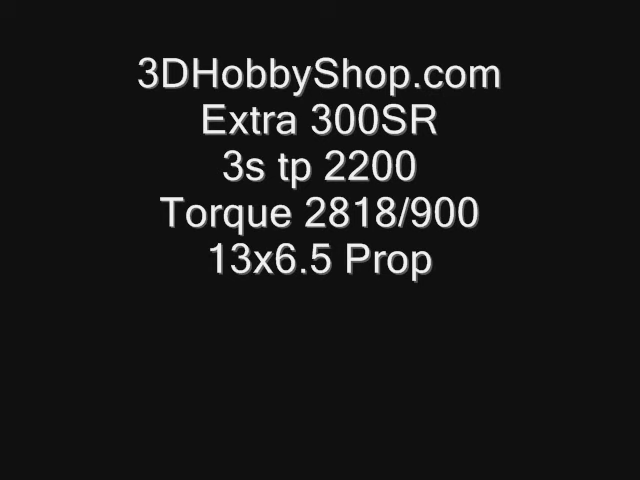 3DHobbyShop.com
Extra 300SR
3s tp 2200
Torque 2818/900
13x6.5 Prop